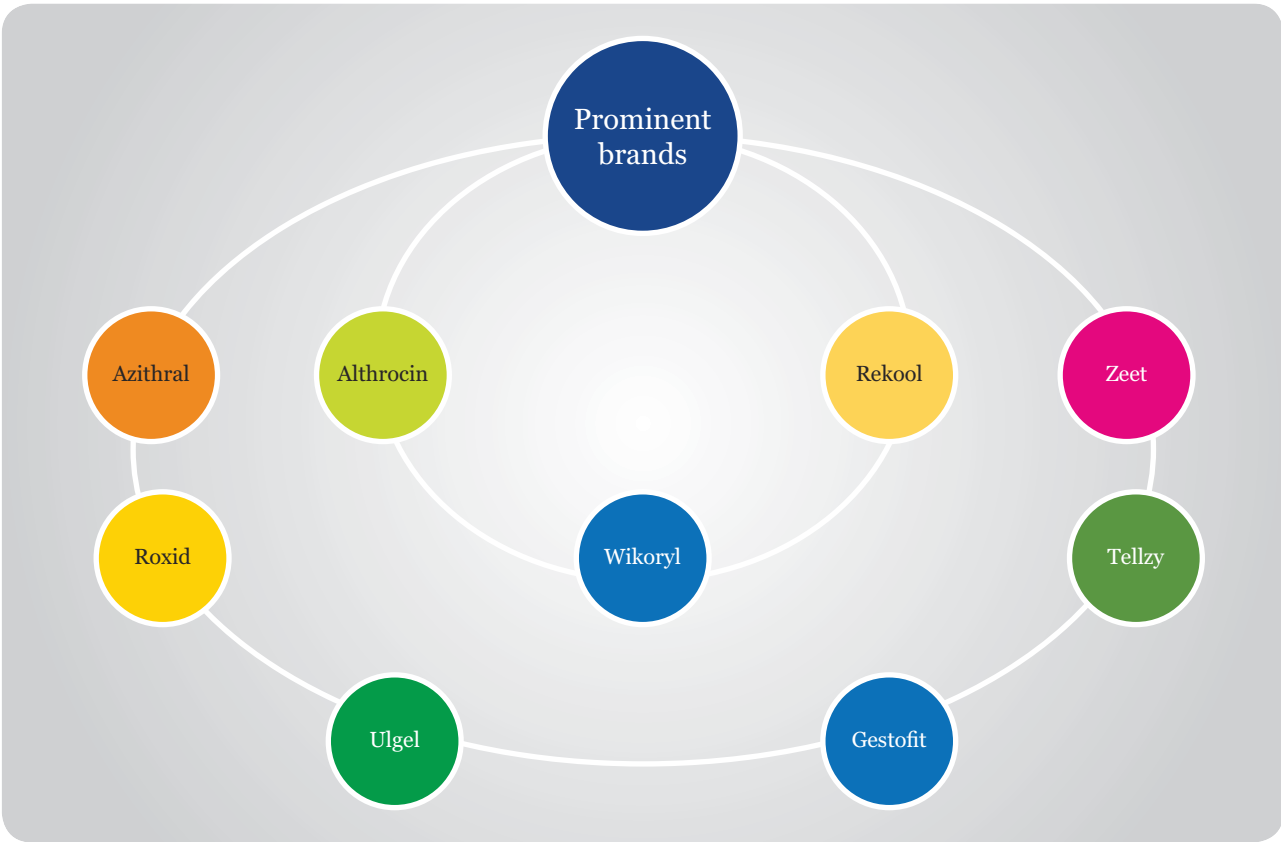 Prominent
brands
Azithral
Althrocin
Rekool
Zeet
Roxid
Wikoryl
Tellzy
Ulgel
Gestofit